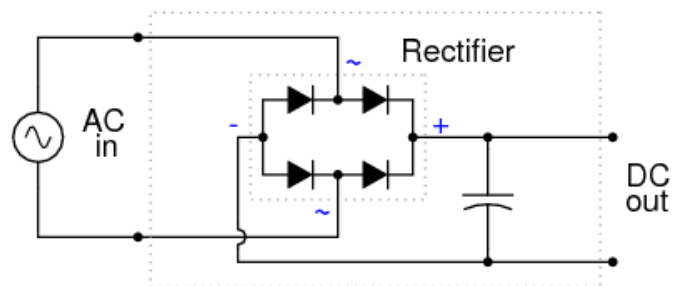 Rectifier
~
AC
in
-
+
DC
out
~